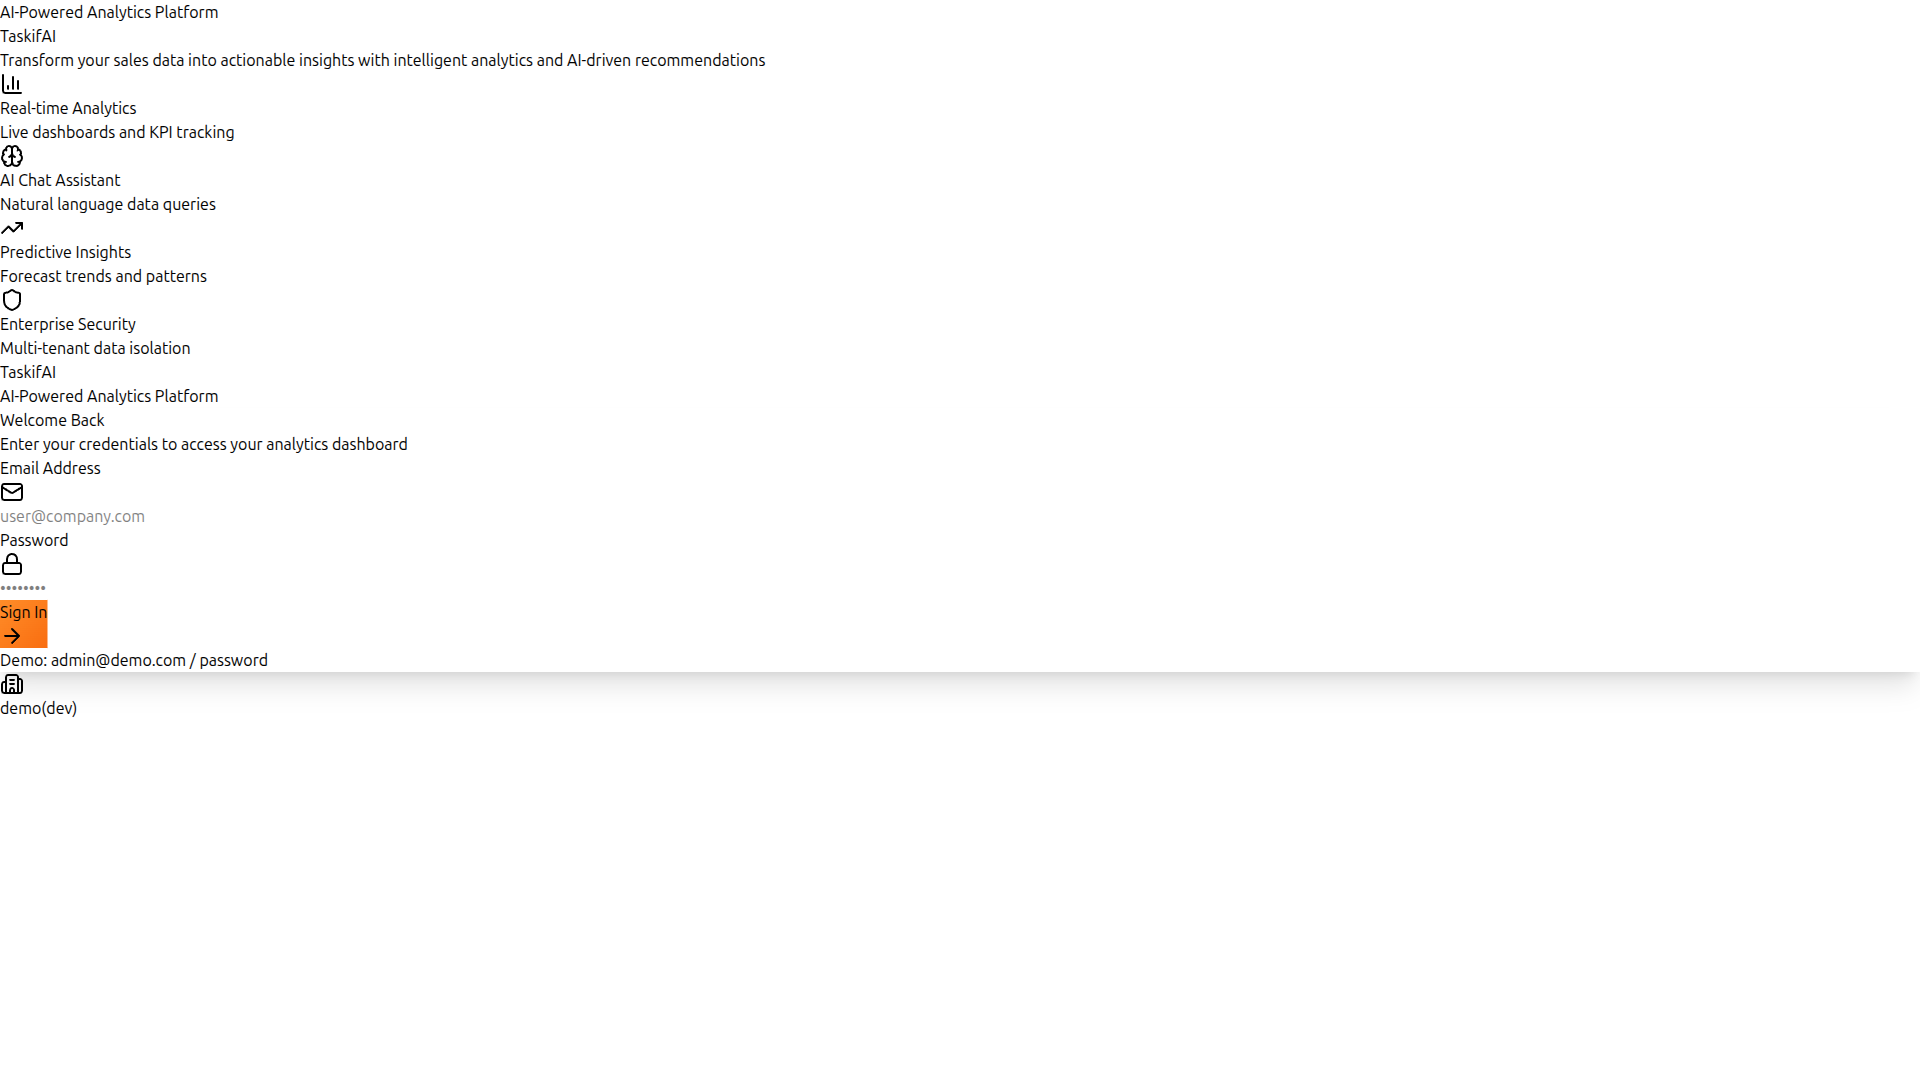 AI-Powered Analytics Platform
TaskifAI
Transform your sales data into actionable insights with intelligent analytics and AI-driven recommendations
Real-time Analytics
Live dashboards and KPI tracking
AI Chat Assistant
Natural language data queries
Predictive Insights
Forecast trends and patterns
Enterprise Security
Multi-tenant data isolation
TaskifAI
AI-Powered Analytics Platform
Welcome Back
Enter your credentials to access your analytics dashboard
Email Address
user@company.com
Password
••••••••
Sign In
Demo: admin@demo.com / password
demo(dev)